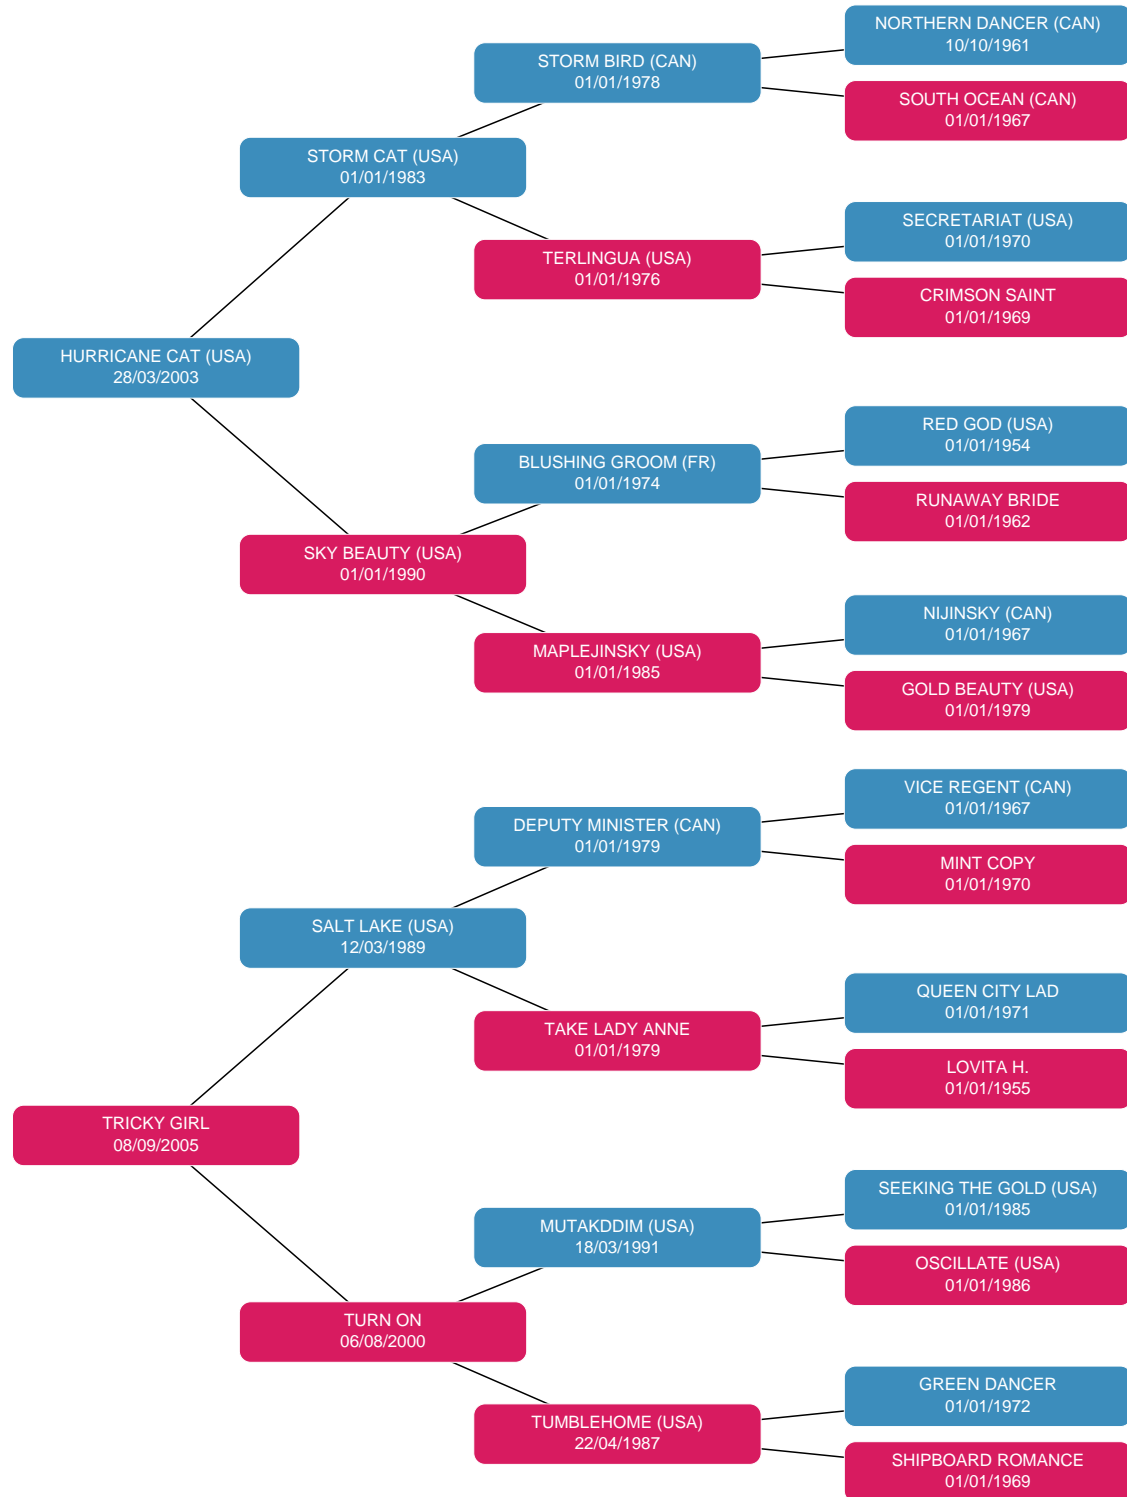 NORTHERN DANCER (CAN)
10/10/1961
STORM BIRD (CAN)
01/01/1978
SOUTH OCEAN (CAN)
01/01/1967
STORM CAT (USA)
01/01/1983
SECRETARIAT (USA)
01/01/1970
TERLINGUA (USA)
01/01/1976
CRIMSON SAINT
01/01/1969
HURRICANE CAT (USA)
28/03/2003
RED GOD (USA)
01/01/1954
BLUSHING GROOM (FR)
01/01/1974
RUNAWAY BRIDE
01/01/1962
SKY BEAUTY (USA)
01/01/1990
NIJINSKY (CAN)
01/01/1967
MAPLEJINSKY (USA)
01/01/1985
GOLD BEAUTY (USA)
01/01/1979
VICE REGENT (CAN)
01/01/1967
DEPUTY MINISTER (CAN)
01/01/1979
MINT COPY
01/01/1970
SALT LAKE (USA)
12/03/1989
QUEEN CITY LAD
01/01/1971
TAKE LADY ANNE
01/01/1979
LOVITA H.
01/01/1955
TRICKY GIRL
08/09/2005
SEEKING THE GOLD (USA)
01/01/1985
MUTAKDDIM (USA)
18/03/1991
OSCILLATE (USA)
01/01/1986
TURN ON
06/08/2000
GREEN DANCER
01/01/1972
TUMBLEHOME (USA)
22/04/1987
SHIPBOARD ROMANCE
01/01/1969